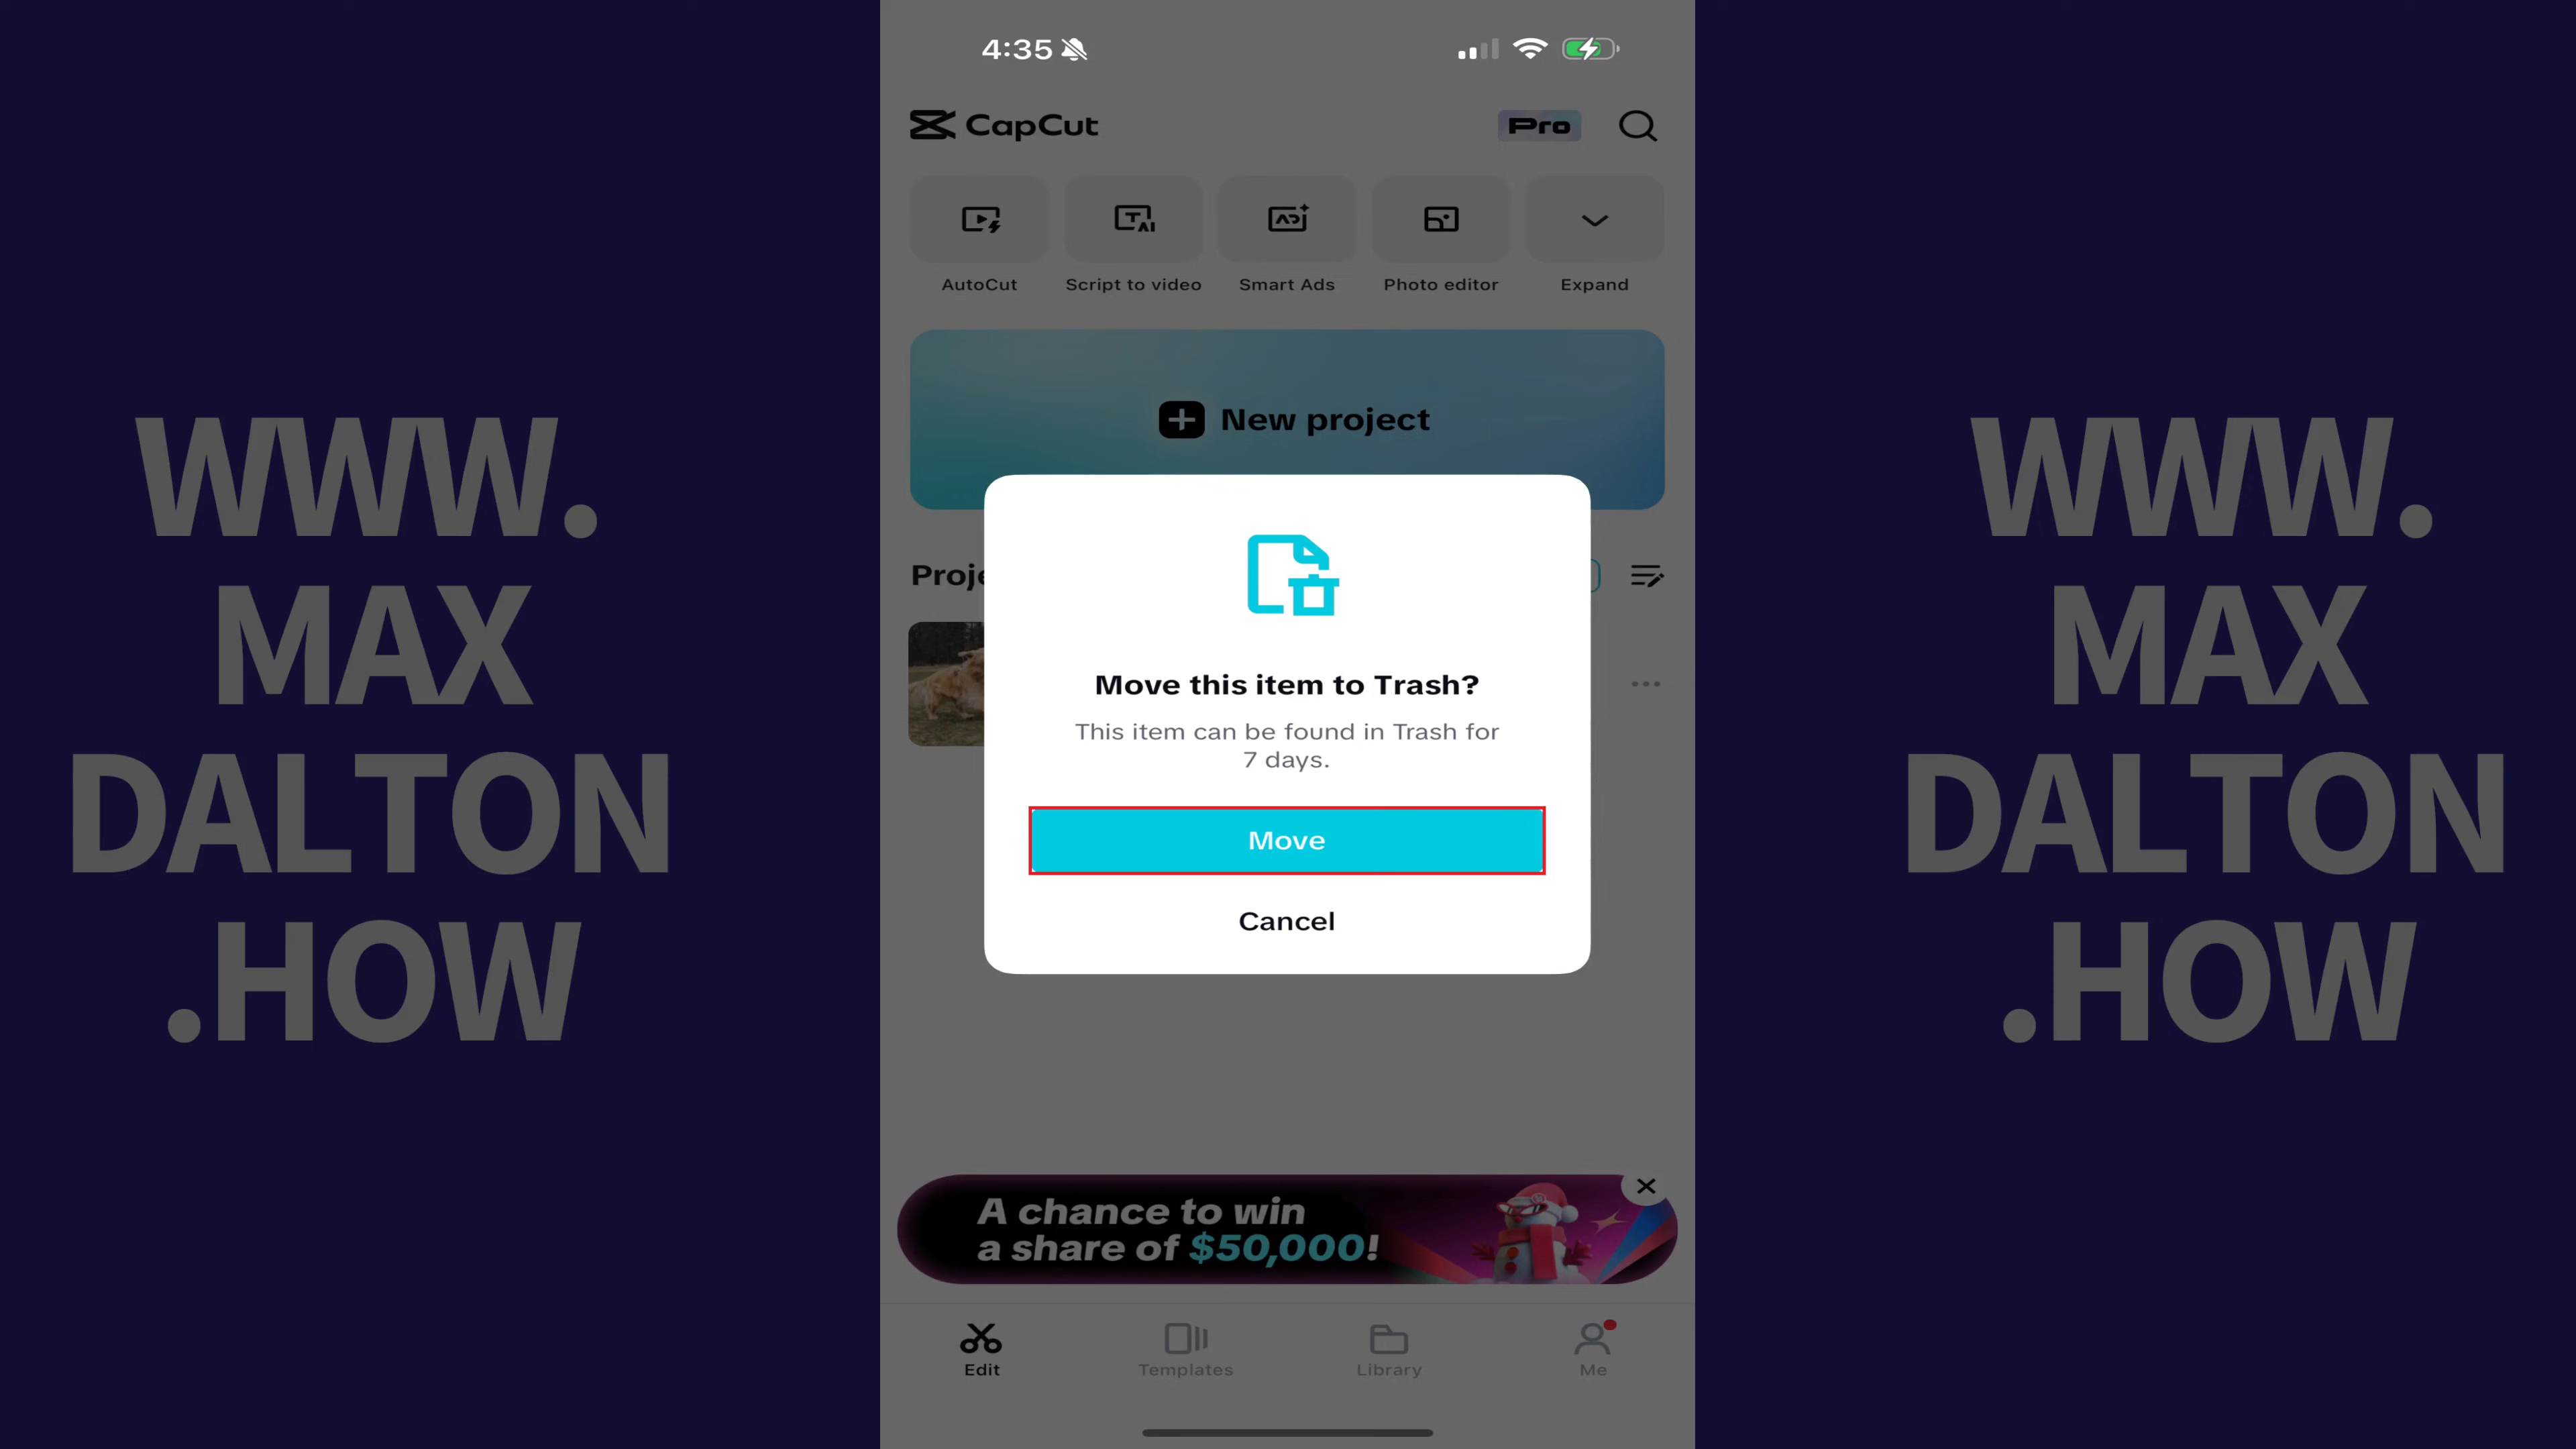 4:35
CapCut
Pro
AutoCut
Script to video
Smart Ads
Photo editor
Expand
New project
Move this item to Trash?
This item can be found in Trash for
7 days.
Move
Cancel
A chance to win
a share of $50,000!
Edit
Templates
Library
Me
WWW.
MAX
DALTON
.HOW
WWW.
MAX
DALTON
.HOW